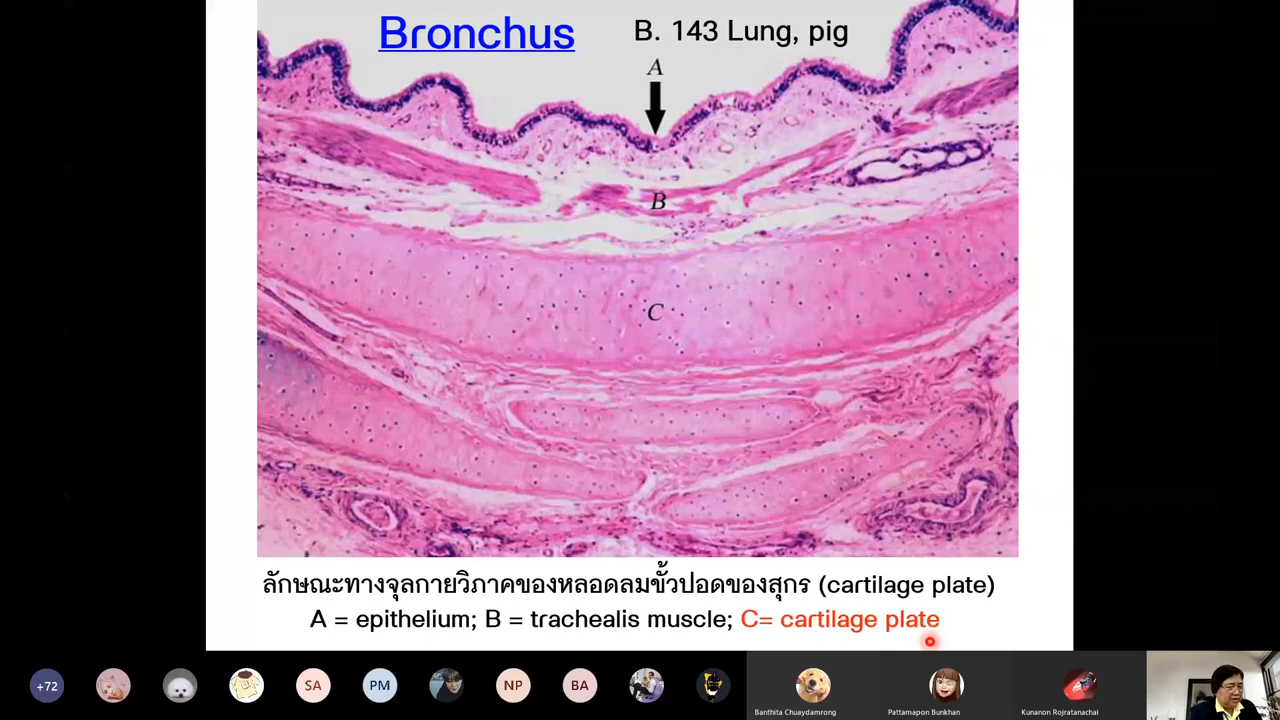 Bronchus
B. 143 Lung, pig
A
B
C
ลักษณะทางจุลกายวิภาคของหลอดลมขั้วปอดของสุกร (cartilage plate)
A = epithelium; B = trachealis muscle; C= cartilage plate
+72
SA
PM
NP
BA
Banthita Chuaydamrong
Pattamapon Bunkhan
Kunanon Rojratanachai